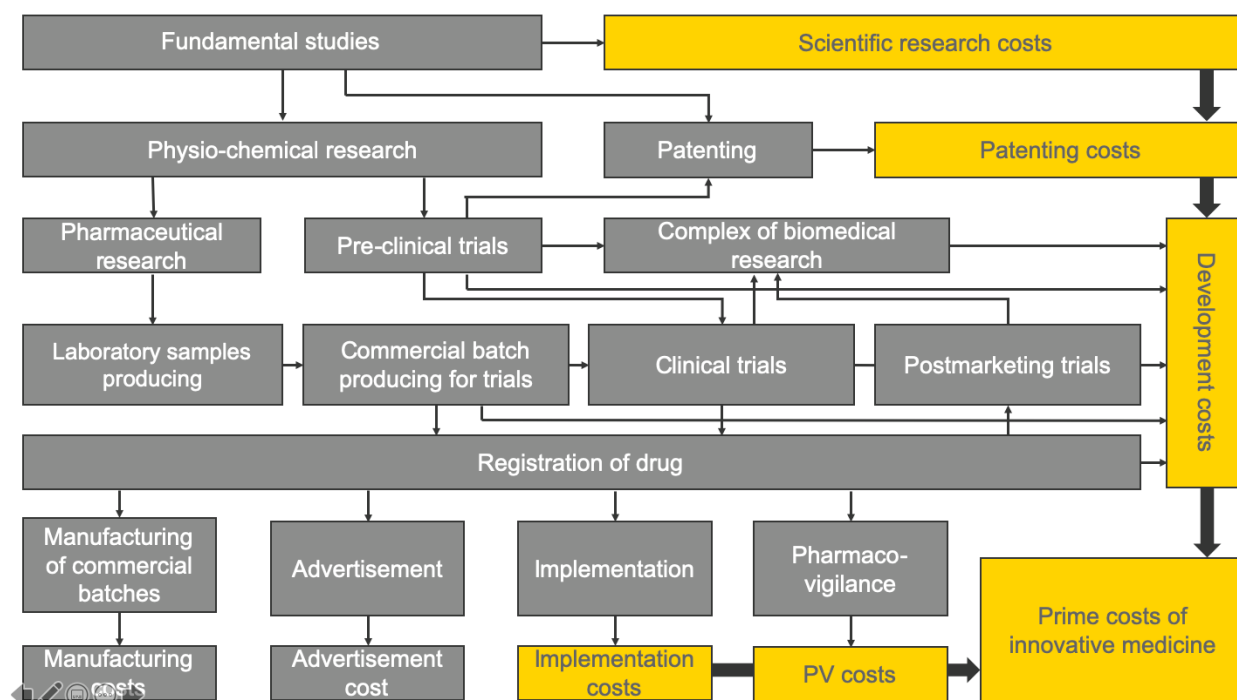 Fundamental studies
Scientific research costs
Physio-chemical research
Patenting
Patenting costs
Pharmaceutical
research
Pre-clinical trials
Complex of biomedical
research
Development costs
Laboratory samples
producing
Commercial batch
producing for trials
Clinical trials
Postmarketing trials
Registration of drug
Manufacturing
of commercial
batches
Advertisement
Implementation
Pharmaco-
vigilance
Prime costs of
innovative medicine
Manufacturing
costs
Advertisement
cost
Implementation
costs
PV costs